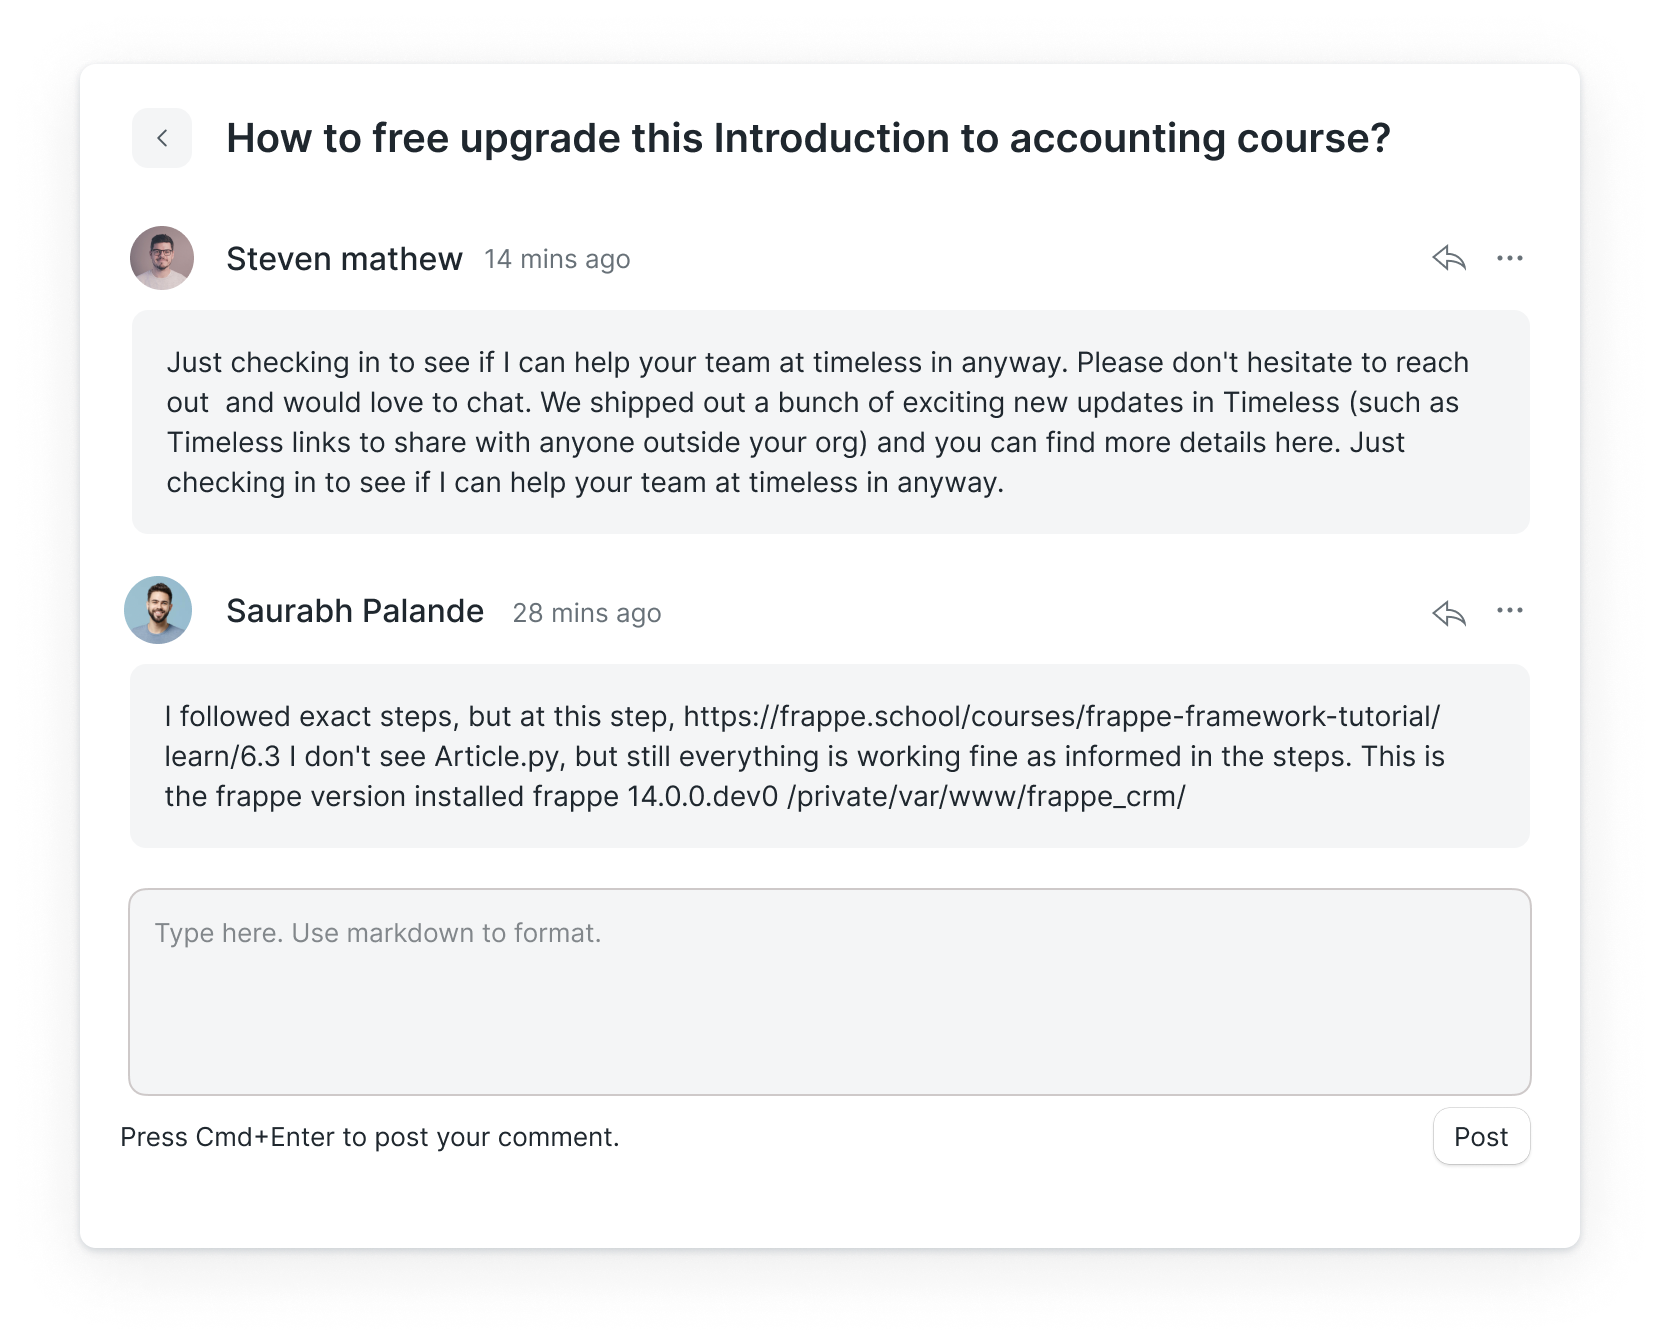 How to free upgrade this Introduction to accounting course?
Steven mathew 14 mins ago
Just checking in to see if I can help your team at timeless in anyway. Please don't hesitate to reach
out  and would love to chat. We shipped out a bunch of exciting new updates in Timeless (such as
Timeless links to share with anyone outside your org) and you can find more details here. Just
checking in to see if I can help your team at timeless in anyway.
Saurabh Palande 28 mins ago
I followed exact steps, but at this step, https://frappe.school/courses/frappe-framework-tutorial/
learn/6.3 I don't see Article.py, but still everything is working fine as informed in the steps. This is
the frappe version installed frappe 14.0.0.dev0 /private/var/www/frappe_crm/
Type here. Use markdown to format.
Press Cmd+Enter to post your comment.
Post